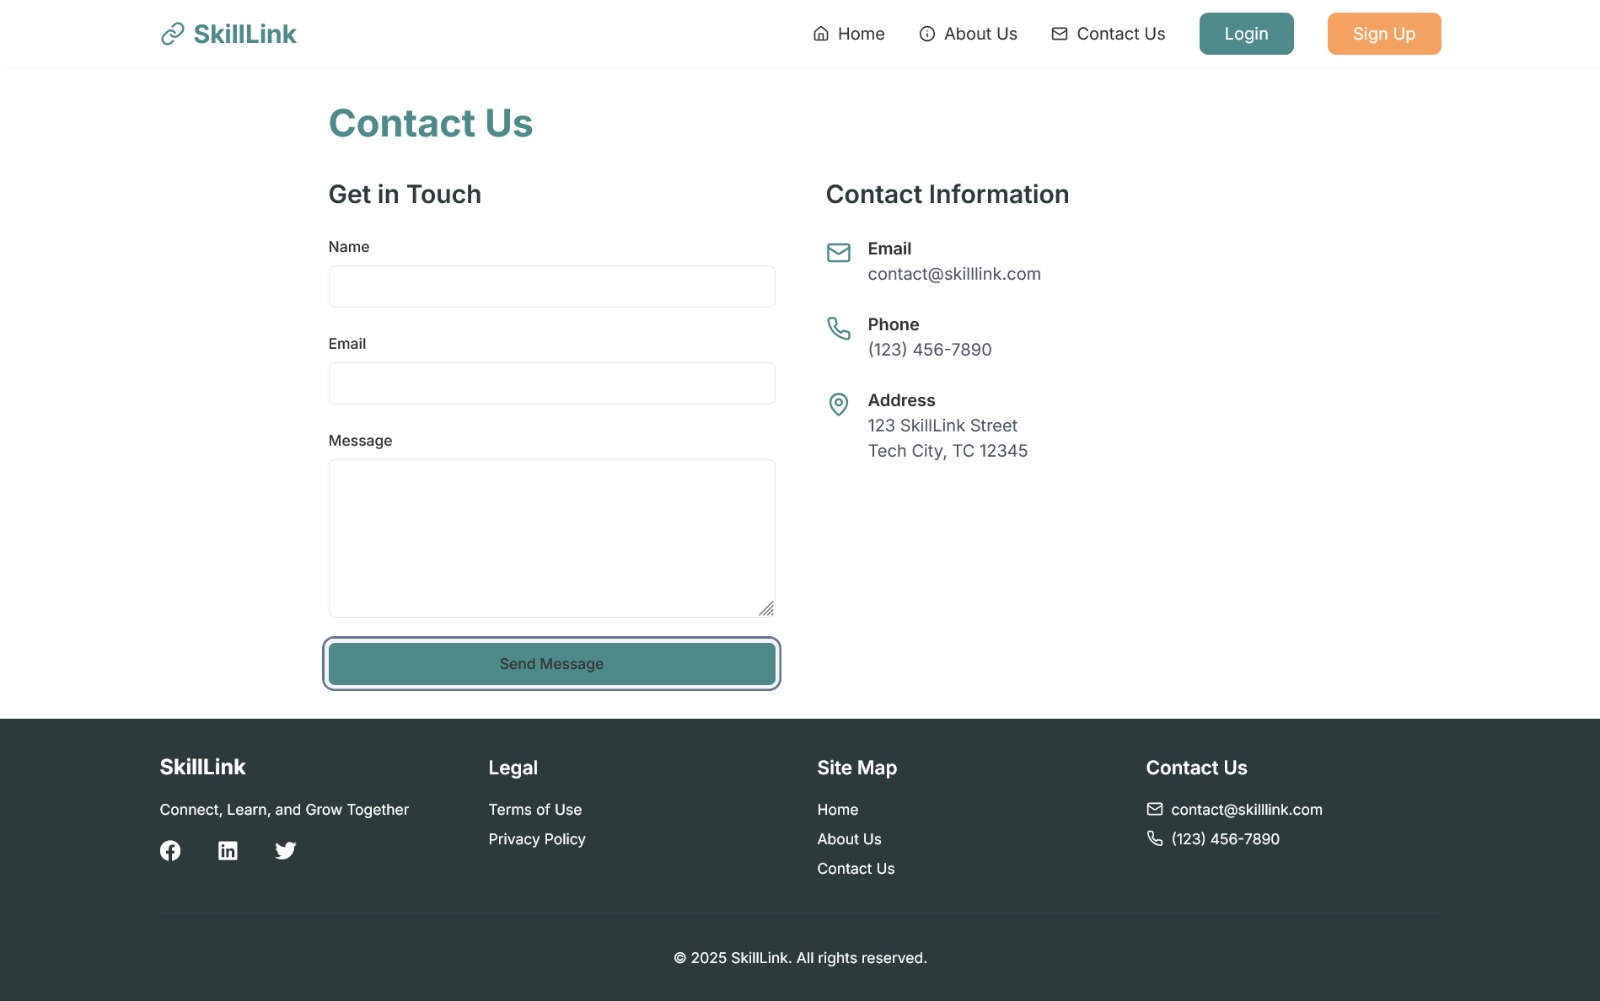 SkillLink
Home
About Us
Contact Us
Login
Sign Up
Contact Us
Get in Touch
Name
Email
Message
Send Message
Contact Information
Email
contact@skilllink.com
Phone
(123) 456-7890
Address
123 SkillLink Street
Tech City, TC 12345
SkillLink
Connect, Learn, and Grow Together
Legal
Terms of Use
Privacy Policy
Site Map
Home
About Us
Contact Us
Contact Us
contact@skilllink.com
(123) 456-7890
© 2025 SkillLink. All rights reserved.